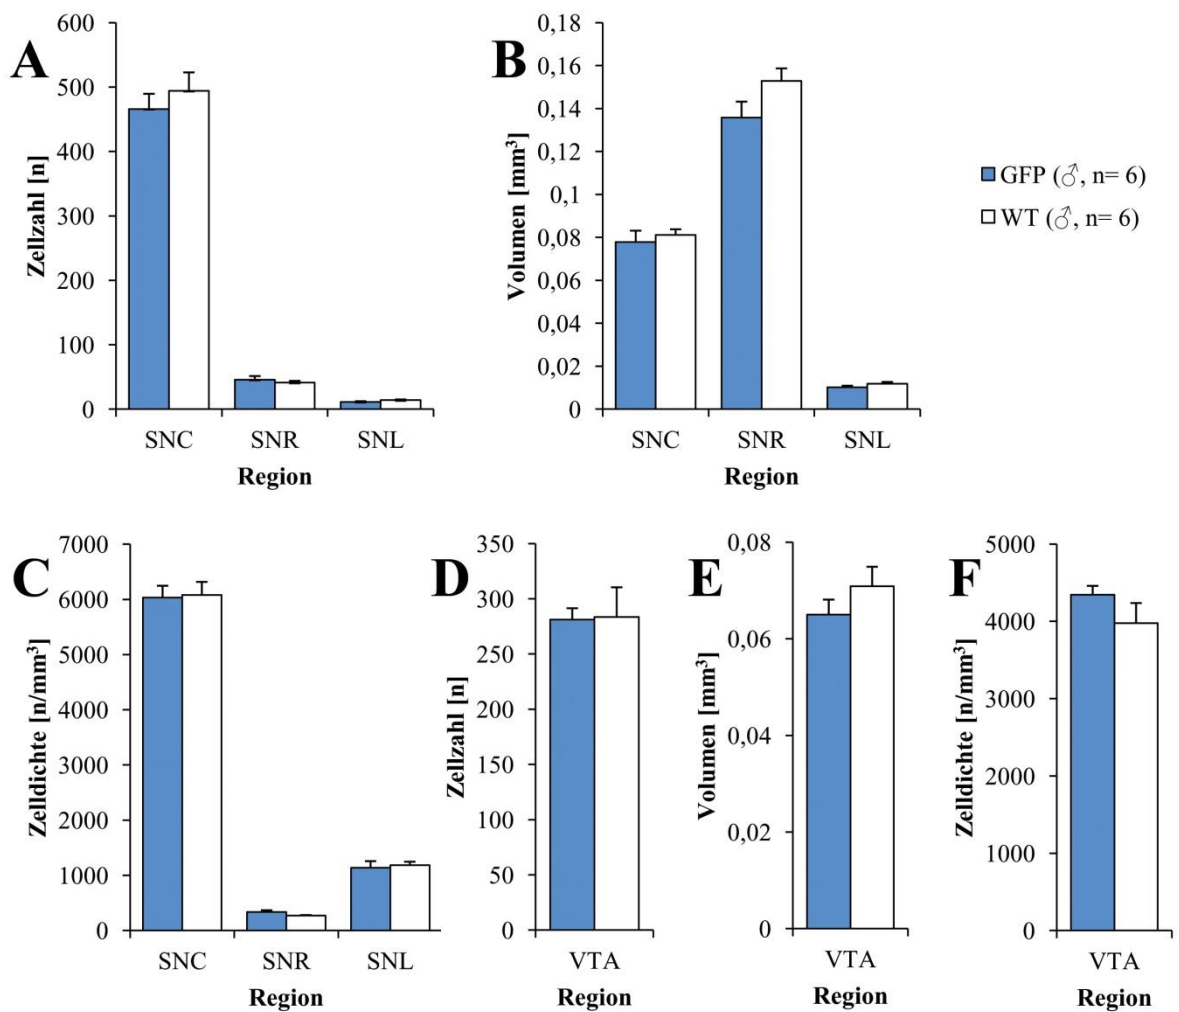 A
Zellzahl [n]
600
500
400
300
200
100
0
SNC SNR SNL
Region
B
Volumen [mm³]
0,18
0,16
0,14
0,12
0,1
0,08
0,06
0,04
0,02
0
SNC SNR SNL
Region
GFP (♂, n= 6)
WT (♂, n= 6)
C
Zelldichte [n/mm³]
7000
6000
5000
4000
3000
2000
1000
0
SNC SNR SNL
Region
D
Zellzahl [n]
350
300
250
200
150
100
50
0
VTA
Region
E
Volumen [mm³]
0,08
0,06
0,04
0,02
0
VTA
Region
F
Zelldichte [n/mm³]
5000
4000
3000
2000
1000
0
VTA
Region